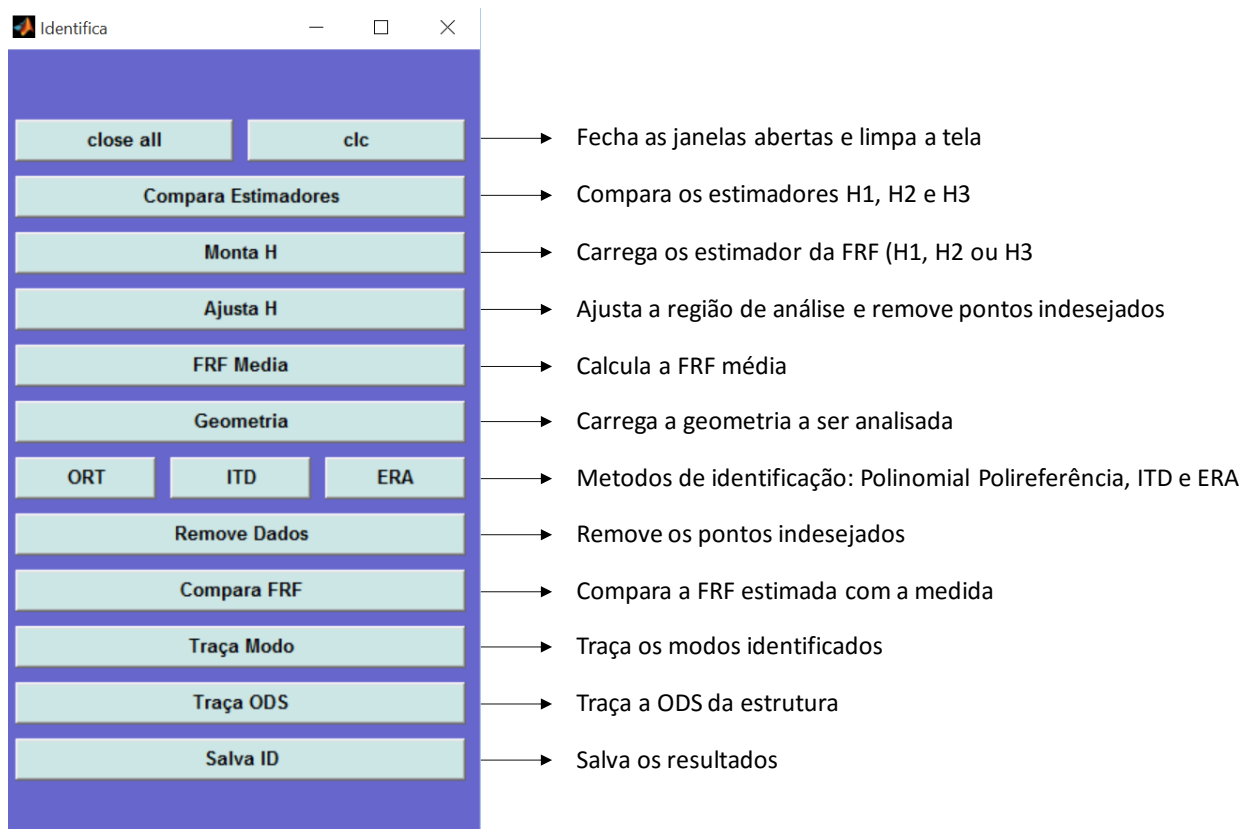 Identifica
close all clc Fecha as janelas abertas e limpa a tela
Compara Estimadores Compara os estimadores H1, H2 e H3
Monta H Carrega os estimador da FRF (H1, H2 ou H3
Ajusta H Ajusta a região de análise e remove pontos indesejados
FRF Media Calcula a FRF média
Geometria Carrega a geometria a ser analisada
ORT ITD ERA Metodos de identificação: Polinomial Polireferência, ITD e ERA
Remove Dados Remove os pontos indesejados
Compara FRF Compara a FRF estimada com a medida
Traça Modo Traça os modos identificados
Traça ODS Traça a ODS da estrutura
Salva ID Salva os resultados